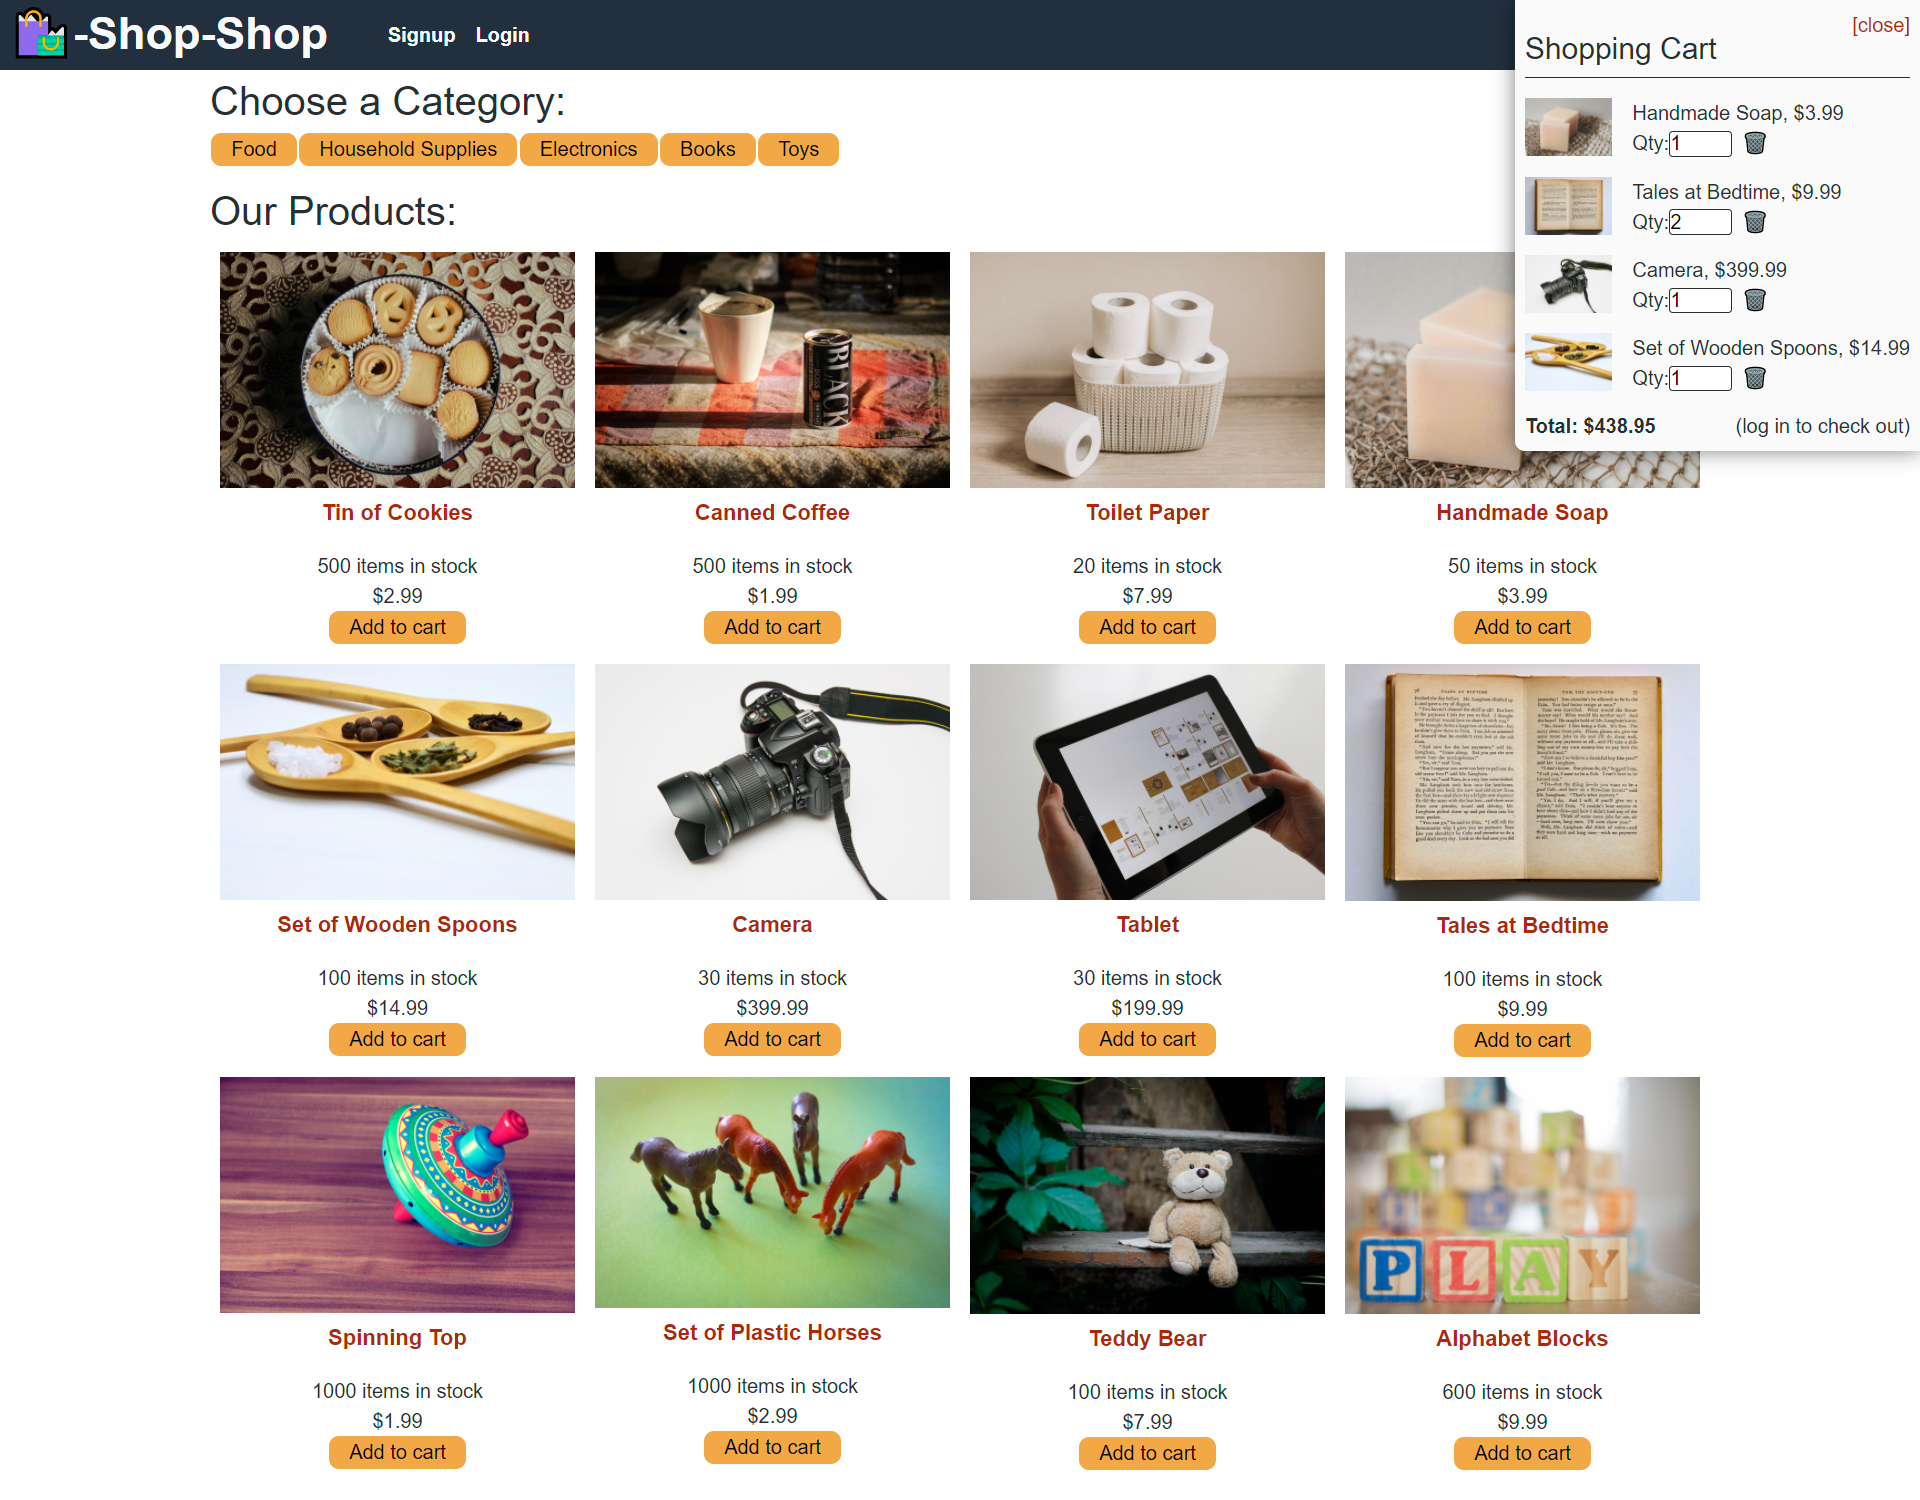 -Shop-Shop
Signup Login
[close]
Shopping Cart
Handmade Soap, $3.99
Qty:1
Tales at Bedtime, $9.99
Qty:2
Camera, $399.99
Qty:1
Set of Wooden Spoons, $14.99
Qty:1
Total: $438.95 (log in to check out)
Choose a Category:
Food Household Supplies Electronics Books Toys
Our Products:
BLACK
Tin of Cookies
500 items in stock
$2.99
Add to cart
Canned Coffee
500 items in stock
$1.99
Add to cart
Toilet Paper
20 items in stock
$7.99
Add to cart
Handmade Soap
50 items in stock
$3.99
Add to cart
Set of Wooden Spoons
100 items in stock
$14.99
Add to cart
Camera
30 items in stock
$399.99
Add to cart
Tablet
30 items in stock
$199.99
Add to cart
TALES AT BEDTIME
Tales at Bedtime
100 items in stock
$9.99
Add to cart
Spinning Top
1000 items in stock
$1.99
Add to cart
Set of Plastic Horses
1000 items in stock
$2.99
Add to cart
Teddy Bear
100 items in stock
$7.99
Add to cart
PLAY
Alphabet Blocks
600 items in stock
$9.99
Add to cart